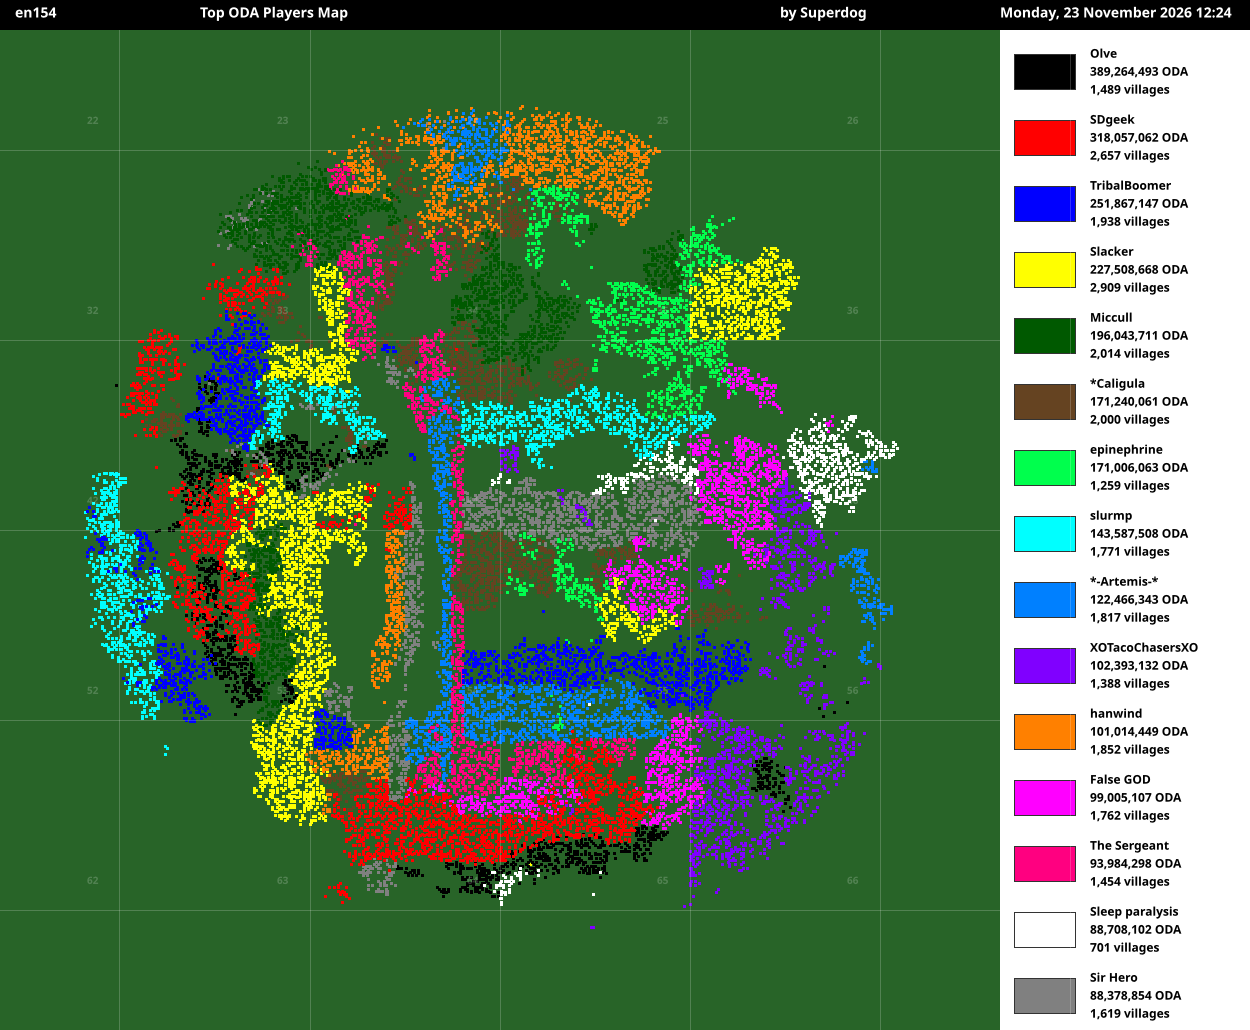 en154 Top ODA Players Map by Superdog Monday, 23 November 2026 12:24
22 23 25 26
32 33 36
52 56
62 63 65 66
Olve
389,264,493 ODA
1,489 villages
SDgeek
318,057,062 ODA
2,657 villages
TribalBoomer
251,867,147 ODA
1,938 villages
Slacker
227,508,668 ODA
2,909 villages
Miccull
196,043,711 ODA
2,014 villages
*Caligula
171,240,061 ODA
2,000 villages
epinephrine
171,006,063 ODA
1,259 villages
slurmp
143,587,508 ODA
1,771 villages
*-Artemis-*
122,466,343 ODA
1,817 villages
XOTacoChasersXO
102,393,132 ODA
1,388 villages
hanwind
101,014,449 ODA
1,852 villages
False GOD
99,005,107 ODA
1,762 villages
The Sergeant
93,984,298 ODA
1,454 villages
Sleep paralysis
88,708,102 ODA
701 villages
Sir Hero
88,378,854 ODA
1,619 villages